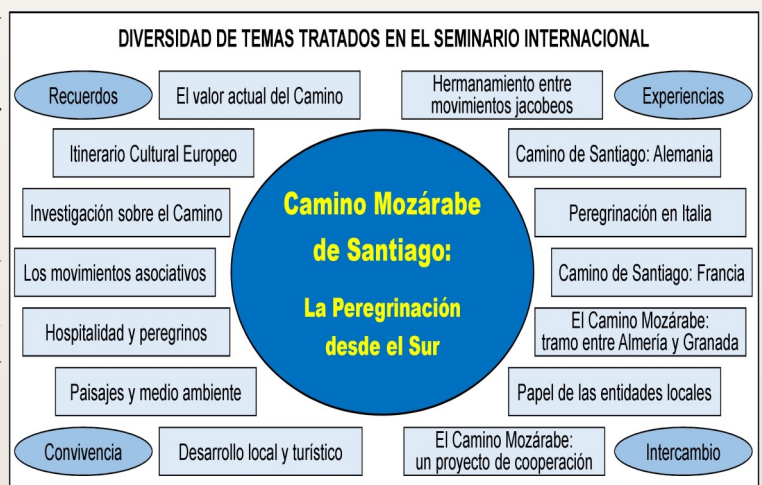 DIVERSIDAD DE TEMAS TRATADOS EN EL SEMINARIO INTERNACIONAL
Recuerdos
El valor actual del Camino
Hermanamiento entre
movimientos jacobeos
Experiencias
Itinerario Cultural Europeo
Camino de Santiago: Alemania
Investigación sobre el Camino
Peregrinación en Italia
Los movimientos asociativos
Camino de Santiago: Francia
Hospitalidad y peregrinos
El Camino Mozárabe:
tramo entre Almería y Granada
Paisajes y medio ambiente
Papel de las entidades locales
Convivencia
Desarrollo local y turístico
El Camino Mozárabe:
un proyecto de cooperación
Intercambio
Camino Mozárabe
de Santiago:
La Peregrinación
desde el Sur